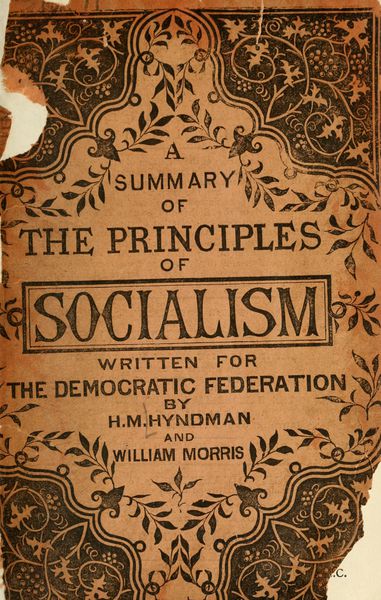 A
SUMMARY
OF
THE PRINCIPLES
OF
SOCIALISM
WRITTEN FOR
THE DEMOCRATIC FEDERATION
BY
H.M.HYNDMAN
AND
WILLIAM MORRIS
.C.